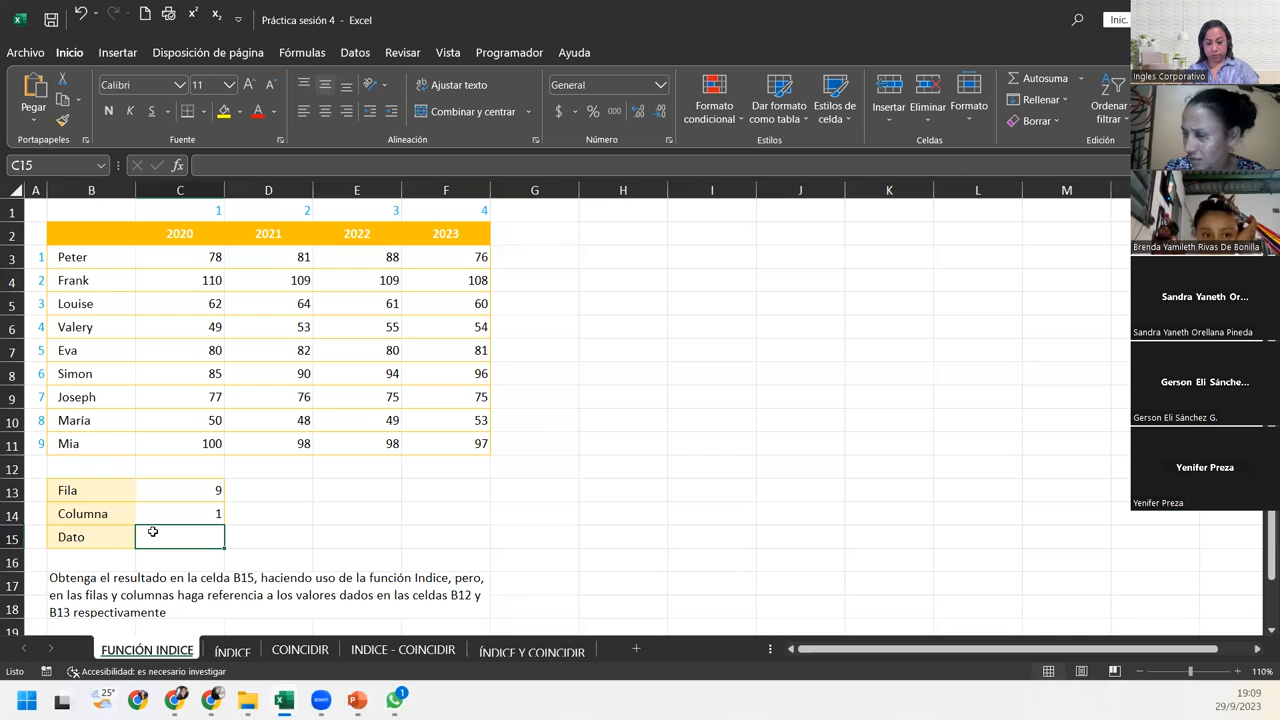 Práctica sesión 4 - Excel
Inic.
Archivo Inicio Insertar Disposición de página Fórmulas Datos Revisar Programador Ayuda
Pegar
Calibri 11
N K S
General
Combinar y centrar
$ % 000
Formato condicional
Dar formato como tabla
Estilos de celda
Insertar Eliminar Formato
Autosuma
Rellenar
Borrar
Ordenar filtrar
Portapapeles Fuente Alineación Número Estilos Celdas Edición
C15 fx
A B C D E F G H I J K L M
1 1 2 3 4
2 2020 2021 2022 2023
3 1 Peter 78 81 88 76
4 2 Frank 110 109 109 108
5 3 Louise 62 64 61 60
6 4 Valery 49 53 55 54
7 5 Eva 80 82 80 81
8 6 Simon 85 90 94 96
9 7 Joseph 77 76 75 75
10 8 María 50 48 49 53
11 9 Mia 100 98 98 97
12
13 Fila 9
14 Columna 1
15 Dato
16
17 Obtenga el resultado en la celda B15, haciendo uso de la función Indice, pero,
18 en las filas y columnas haga referencia a los valores dados en las celdas B12 y
B13 respectivamente
19
FUNCIÓN INDICE ÍNDICE COINCIDIR INDICE - COINCIDIR ÍNDICE Y COINCIDIR
Listo Accesibilidad: es necesario investigar 110%
25°
1
19:09
29/9/2023
Ingles Corporativo
Brenda Yamileth Rivas De Bonilla
Sandra Yaneth Or...
Sandra Yaneth Orellana Pineda
Gerson Eli Sánche...
Gerson Eli Sánchez G.
Yenifer Preza
Yenifer Preza